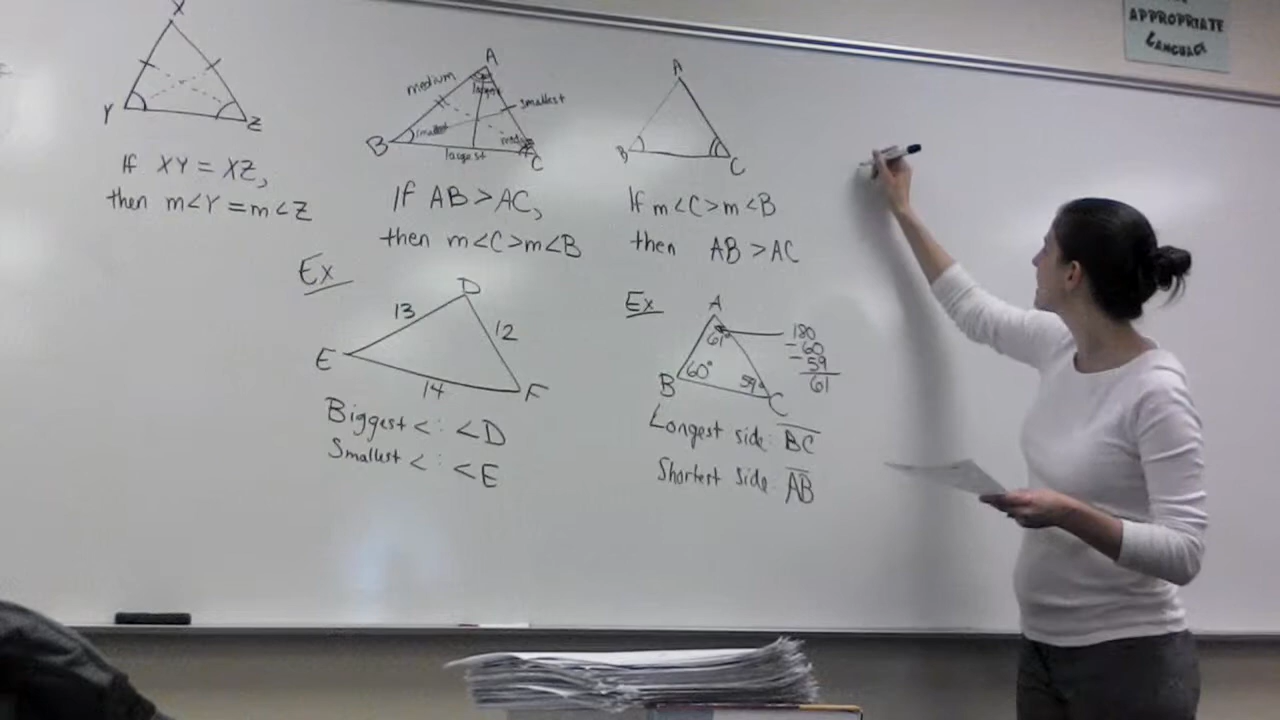 APPROPRIATE
LANGUAGE
X
Y
Z
If XY = XZ,
then m<Y = m<Z
A
medium
largest
smallest
B
smallest
largest
C
If AB > AC,
then m<C > m<B
A
B
C
If m<C > m<B
then AB > AC
Ex
D
13
12
E
14
F
Biggest < : <D
Smallest < : <E
Ex
A
61°
180
- 60
- 59
61
B
60°
59°
C
Longest side: BC
Shortest side: AB